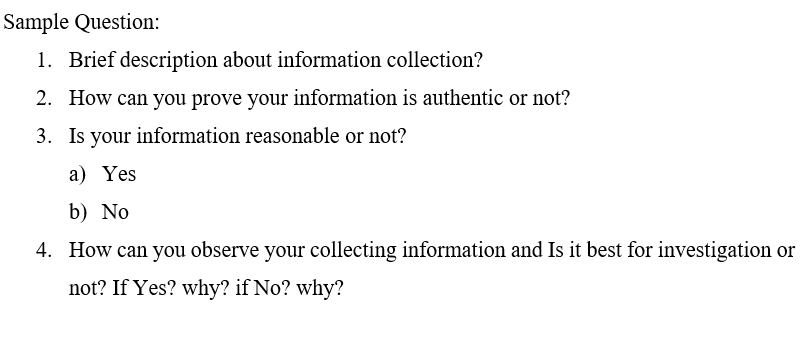 Sample Question:
1. Brief description about information collection?
2. How can you prove your information is authentic or not?
3. Is your information reasonable or not?
a) Yes
b) No
4. How can you observe your collecting information and Is it best for investigation or
not? If Yes? why? if No? why?